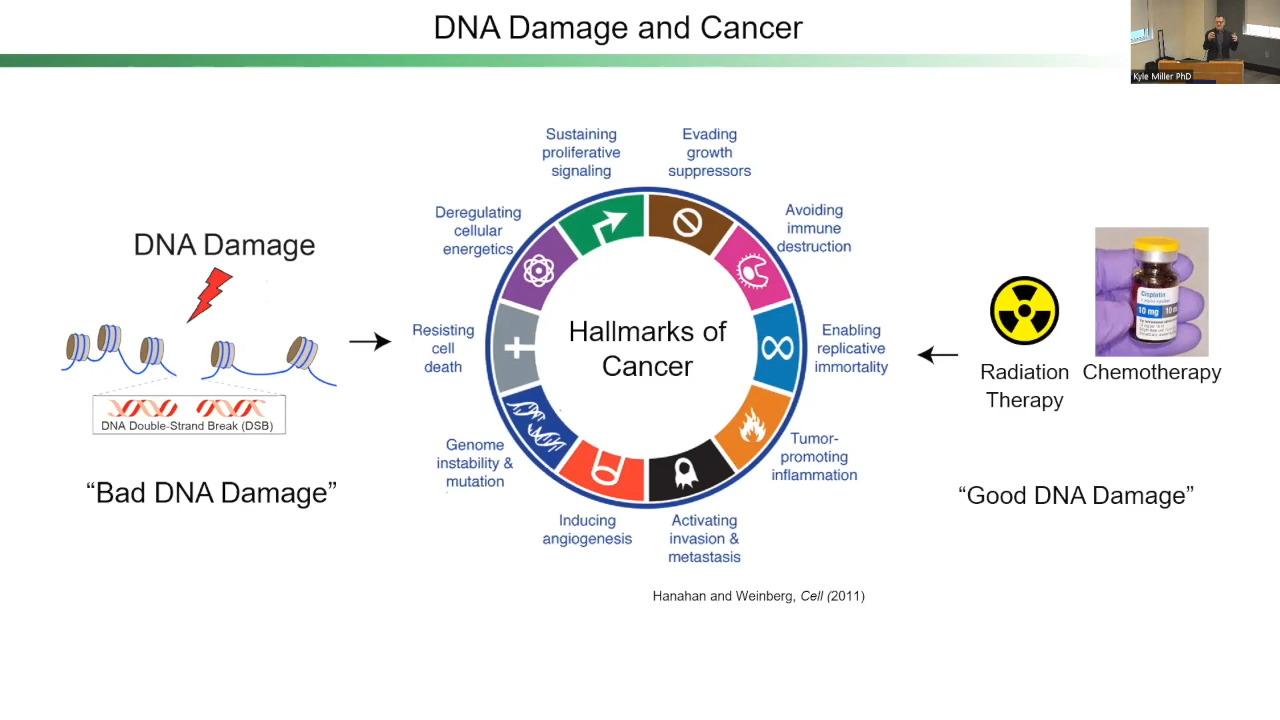 DNA Damage and Cancer
Kyle Miller PhD
DNA Damage
DNA Double-Strand Break (DSB)
“Bad DNA Damage”
Sustaining
proliferative
signaling
Evading
growth
suppressors
Deregulating
cellular
energetics
Avoiding
immune
destruction
Resisting
cell
death
Hallmarks of
Cancer
Enabling
replicative
immortality
Genome
instability &
mutation
Tumor-
promoting
inflammation
Inducing
angiogenesis
Activating
invasion &
metastasis
Hanahan and Weinberg, Cell (2011)
Cisplatin
10 mg
Radiation
Therapy
Chemotherapy
“Good DNA Damage”